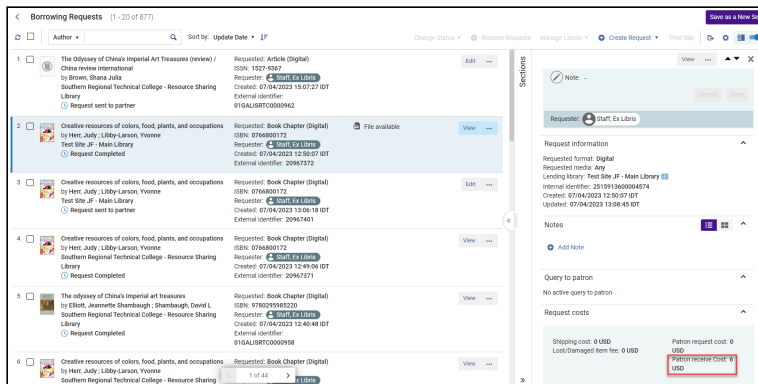 Borrowing Requests (1 - 20 of 877)
Save as a New Se
Author
Sort by: Update Date
Change Status
Remove Requests
Manage Labels
Create Request
Print Slip
1
The Odyssey of China's Imperial Art Treasures (review) /
China review international
by Brown, Shana Julia
Southern Regional Technical College - Resource Sharing
Library
Request sent to partner
Requested: Article (Digital)
ISSN: 1527-9367
Requester: Staff, Ex Libris
Created: 07/04/2023 15:07:27 IDT
External identifier:
01GALISRTC0000962
Edit
2
Creative resources of colors, food, plants, and occupations
by Herr, Judy ; Libby-Larson, Yvonne
Test Site JF - Main Library
Request Completed
Requested: Book Chapter (Digital)
ISBN: 0766800172
Requester: Staff, Ex Libris
Created: 07/04/2023 12:50:07 IDT
External identifier: 20967372
File available
View
3
Creative resources of colors, food, plants, and occupations
by Herr, Judy ; Libby-Larson, Yvonne
Test Site JF - Main Library
Request sent to partner
Requested: Book Chapter (Digital)
ISBN: 0766800172
Requester: Staff, Ex Libris
Created: 07/04/2023 13:06:18 IDT
External identifier: 20967401
Edit
4
Creative resources of colors, food, plants, and occupations
by Herr, Judy ; Libby-Larson, Yvonne
Southern Regional Technical College - Resource Sharing
Library
Request Completed
Requested: Book Chapter (Digital)
ISBN: 0766800172
Requester: Staff, Ex Libris
Created: 07/04/2023 12:49:06 IDT
External identifier: 20967371
View
5
The odyssey of China's Imperial art treasures
by Elliott, Jeannette Shambaugh ; Shambaugh, David L
Southern Regional Technical College - Resource Sharing
Library
Request Completed
Requested: Book Chapter (Digital)
ISBN: 9780295985220
Requester: Staff, Ex Libris
Created: 07/04/2023 12:40:48 IDT
External identifier:
01GALISRTC0000958
View
6
Creative resources of colors, food, plants, and occupations
by Herr, Judy ; Libby-Larson, Yvonne
Southern Regional Technical College - Resource Sharing
Requested: Book Chapter (Digital)
Requester: Staff, Ex Libris
View
1 of 44
Sections
View
Note: -
Cancel
Save
Requester: Staff, Ex Libris
Request information
Requested format: Digital
Requested media: Any
Lending library: Test Site JF - Main Library
Internal identifier: 2515913600004574
Created: 07/04/2023 12:50:07 IDT
Updated: 07/04/2023 13:08:45 IDT
Notes
Add Note
Query to patron
No active query to patron
Request costs
Shipping cost: 0 USD
Lost/Damaged item fee: 0 USD
Patron request cost: 0
USD
Patron receive Cost: 6
USD